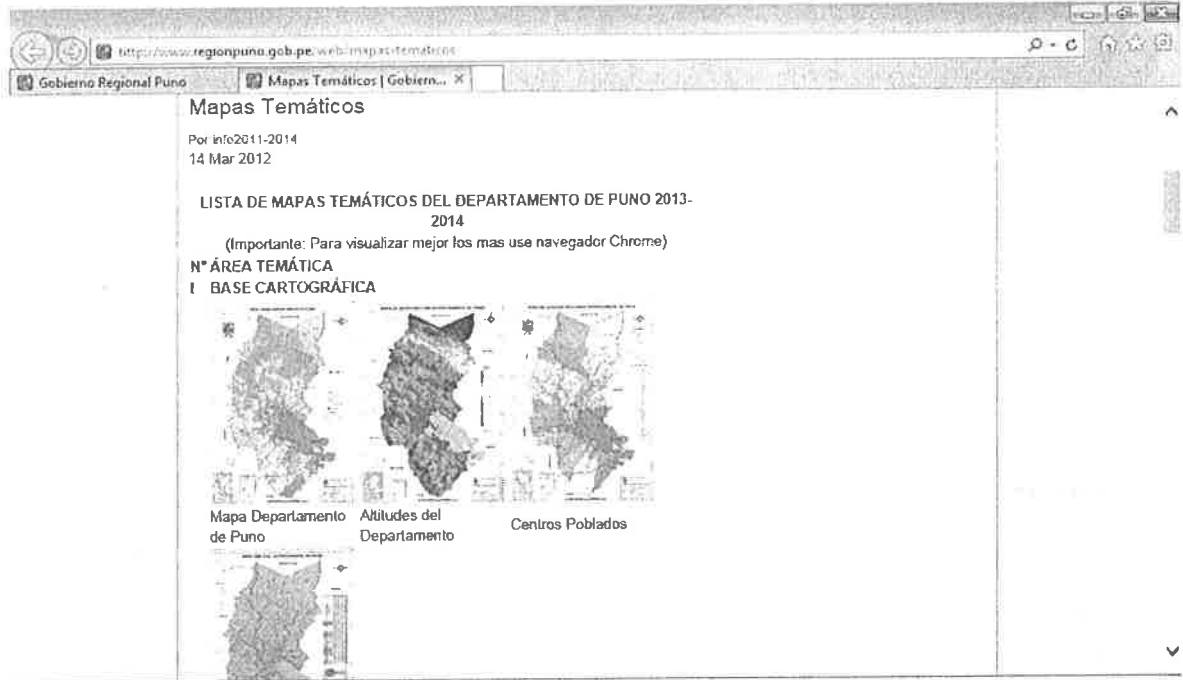 http://www.regionpuno.gob.pe/web/mapas-tematicos
Gobierno Regional Puno
Mapas Temáticos | Gobiern... ×
Mapas Temáticos
Por info2011-2014
14 Mar 2012
LISTA DE MAPAS TEMÁTICOS DEL DEPARTAMENTO DE PUNO 2013-
2014
(Importante: Para visualizar mejor los mas use navegador Chrome)
N° ÁREA TEMÁTICA
I BASE CARTOGRÁFICA
Mapa Departamento
de Puno
Altitudes del
Departamento
Centros Poblados